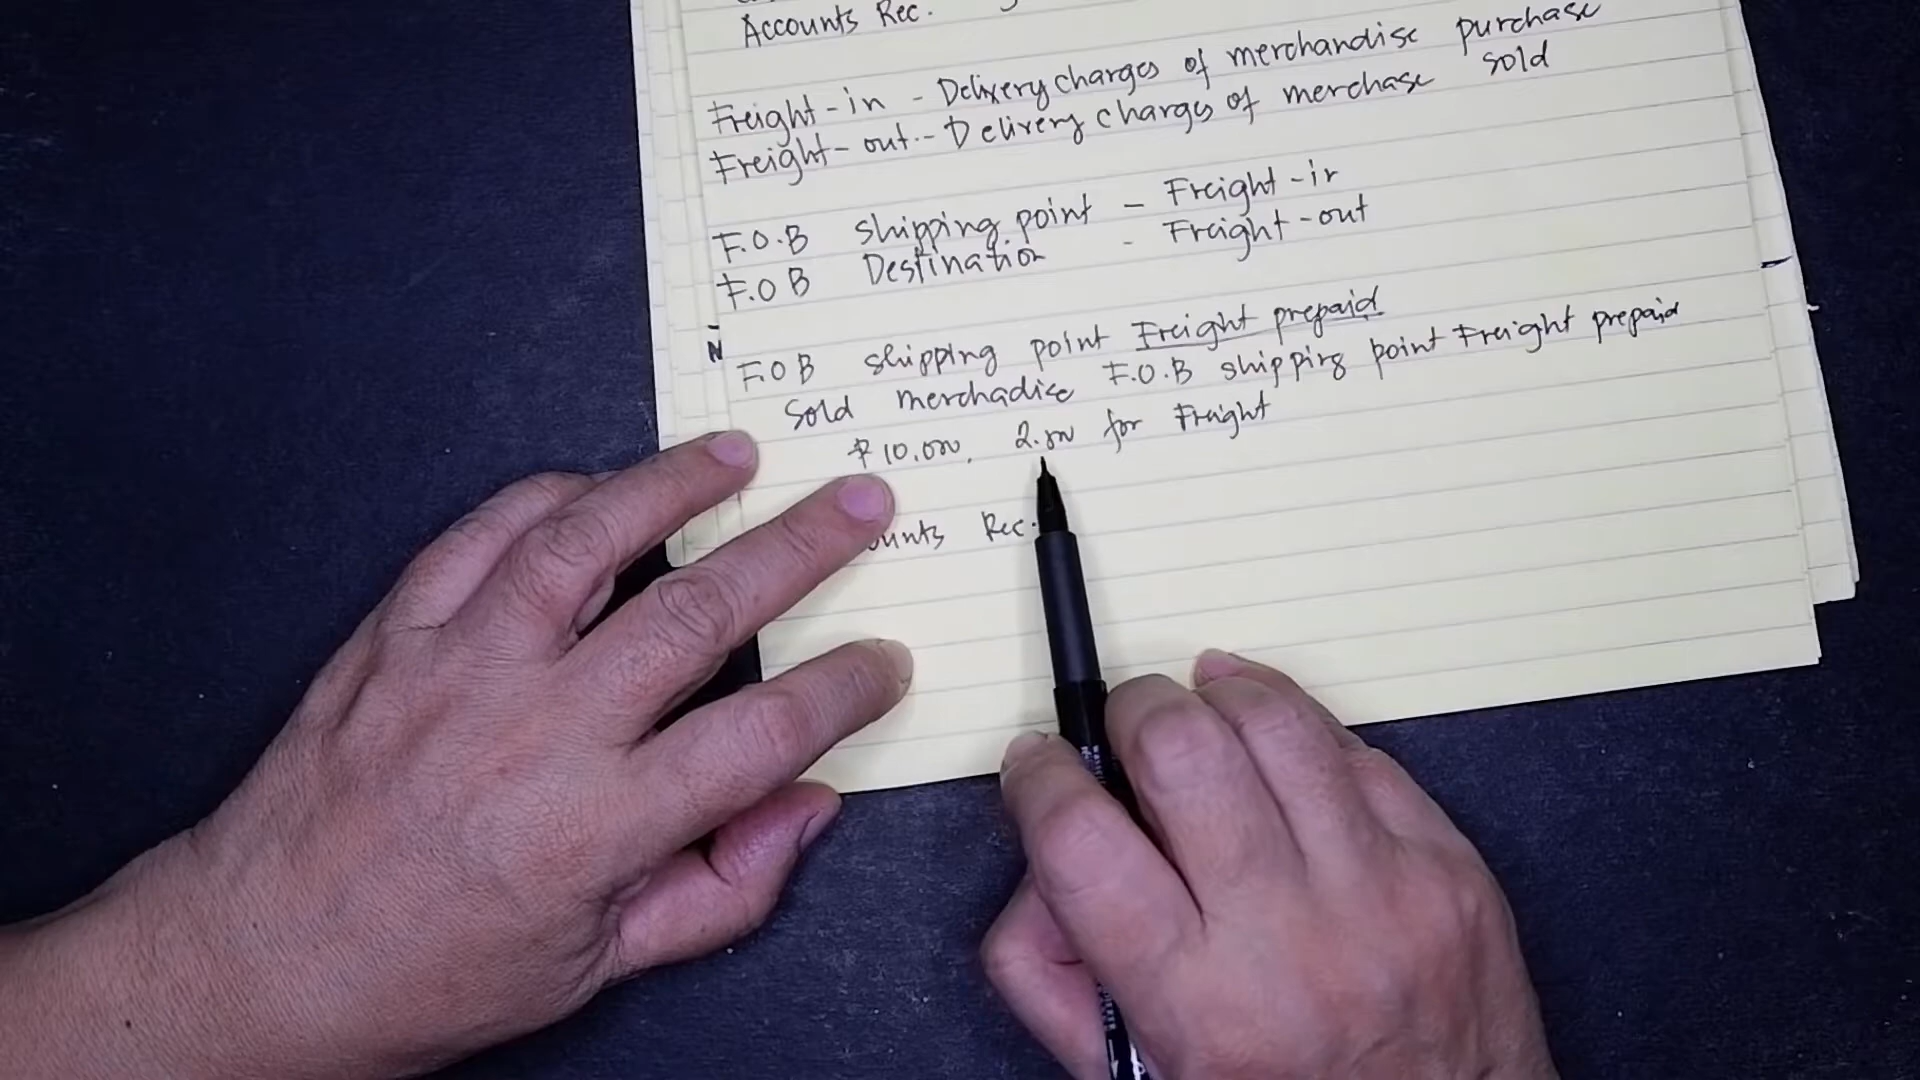 Accounts Rec.
Freight-in - Delivery charges of merchandise purchase
Freight-out - Delivery charges of merchase sold
F.O.B shipping point - Freight-in
F.O B Destination - Freight-out
F.O B shipping point Freight prepaid
Sold merchadise F.O.B shipping point Freight prepaid
₱10,000. for Freight
ounts Rec.